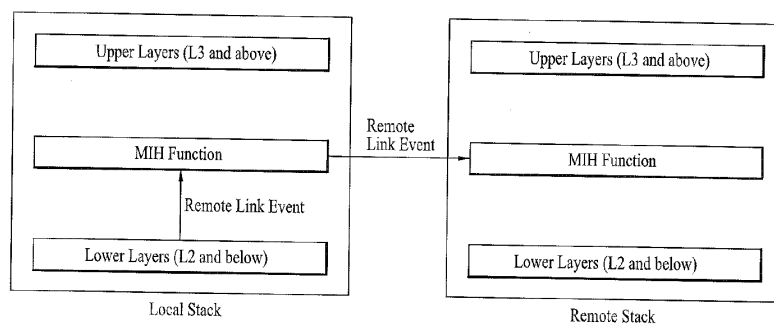 Upper Layers (L3 and above)
MIH Function
Remote Link Event
Lower Layers (L2 and below)
Local Stack
Remote
Link Event
Upper Layers (L3 and above)
MIH Function
Lower Layers (L2 and below)
Remote Stack